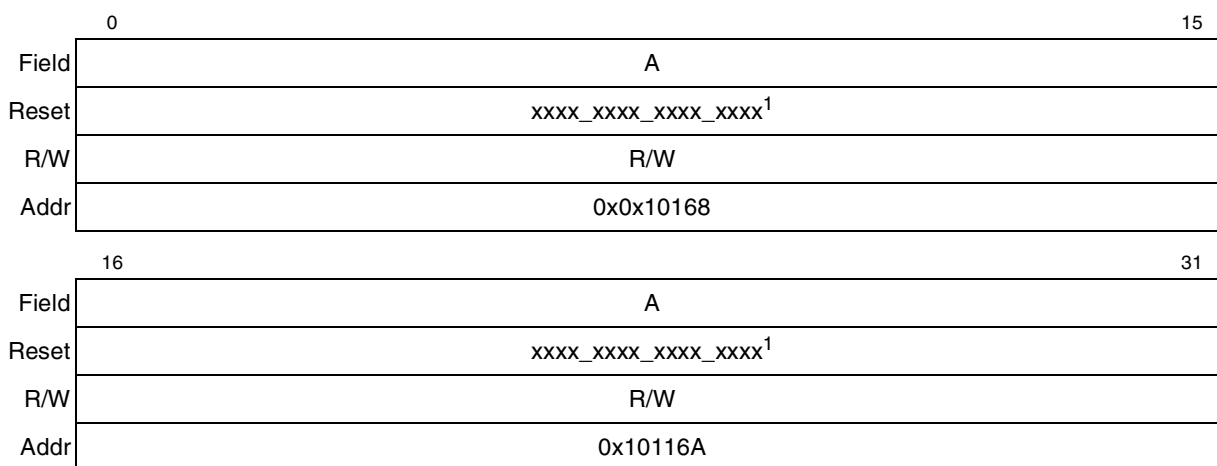 0 15
Field A
Reset xxxx_xxxx_xxxx_xxxx1
R/W R/W
Addr 0x0x10168
16 31
Field A
Reset xxxx_xxxx_xxxx_xxxx1
R/W R/W
Addr 0x10116A